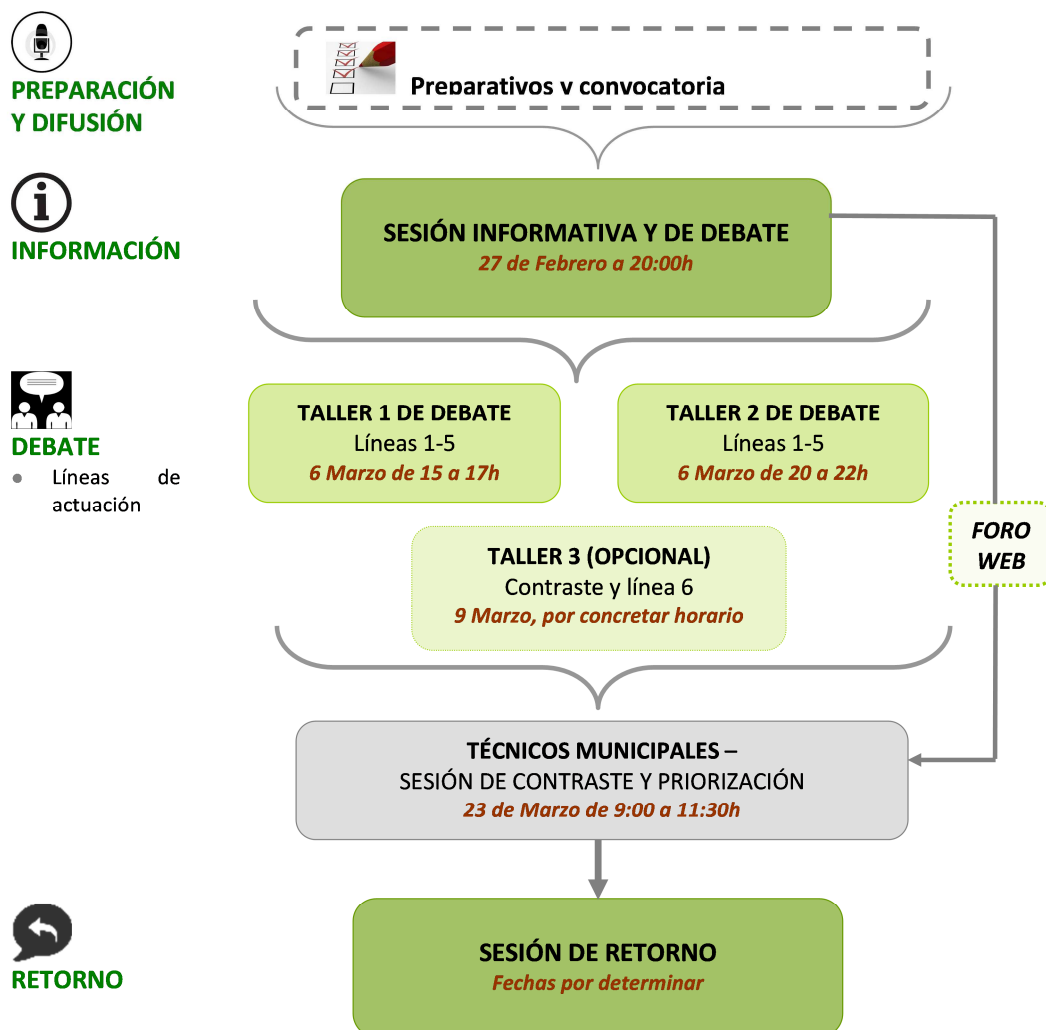 PREPARACIÓN
Y DIFUSIÓN
Preparativos y convocatoria
INFORMACIÓN
SESIÓN INFORMATIVA Y DE DEBATE
27 de Febrero a 20:00h
DEBATE
● Líneas de
actuación
TALLER 1 DE DEBATE
Líneas 1-5
6 Marzo de 15 a 17h
TALLER 2 DE DEBATE
Líneas 1-5
6 Marzo de 20 a 22h
FORO
WEB
TALLER 3 (OPCIONAL)
Contraste y línea 6
9 Marzo, por concretar horario
TÉCNICOS MUNICIPALES –
SESIÓN DE CONTRASTE Y PRIORIZACIÓN
23 de Marzo de 9:00 a 11:30h
RETORNO
SESIÓN DE RETORNO
Fechas por determinar